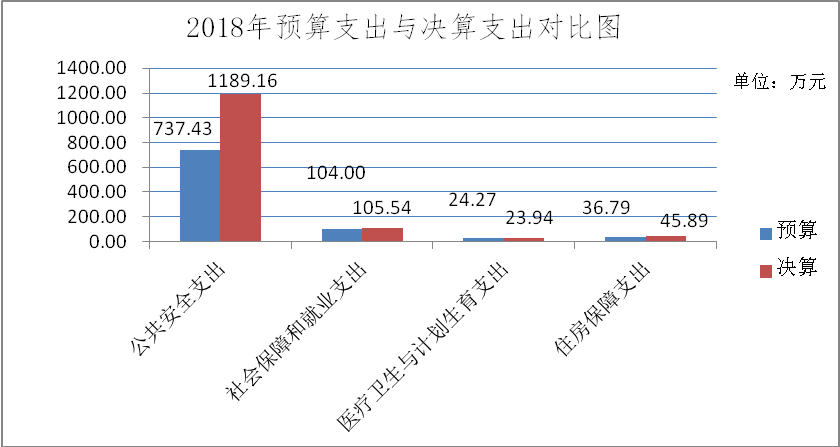 2018年预算支出与决算支出对比图
单位：万元
1400.00
1200.00
1000.00
800.00
600.00
400.00
200.00
0.00
737.43
1189.16
104.00
105.54
24.27
23.94
36.79
45.89
公共安全支出
社会保障和就业支出
医疗卫生与计划生育支出
住房保障支出
预算
决算